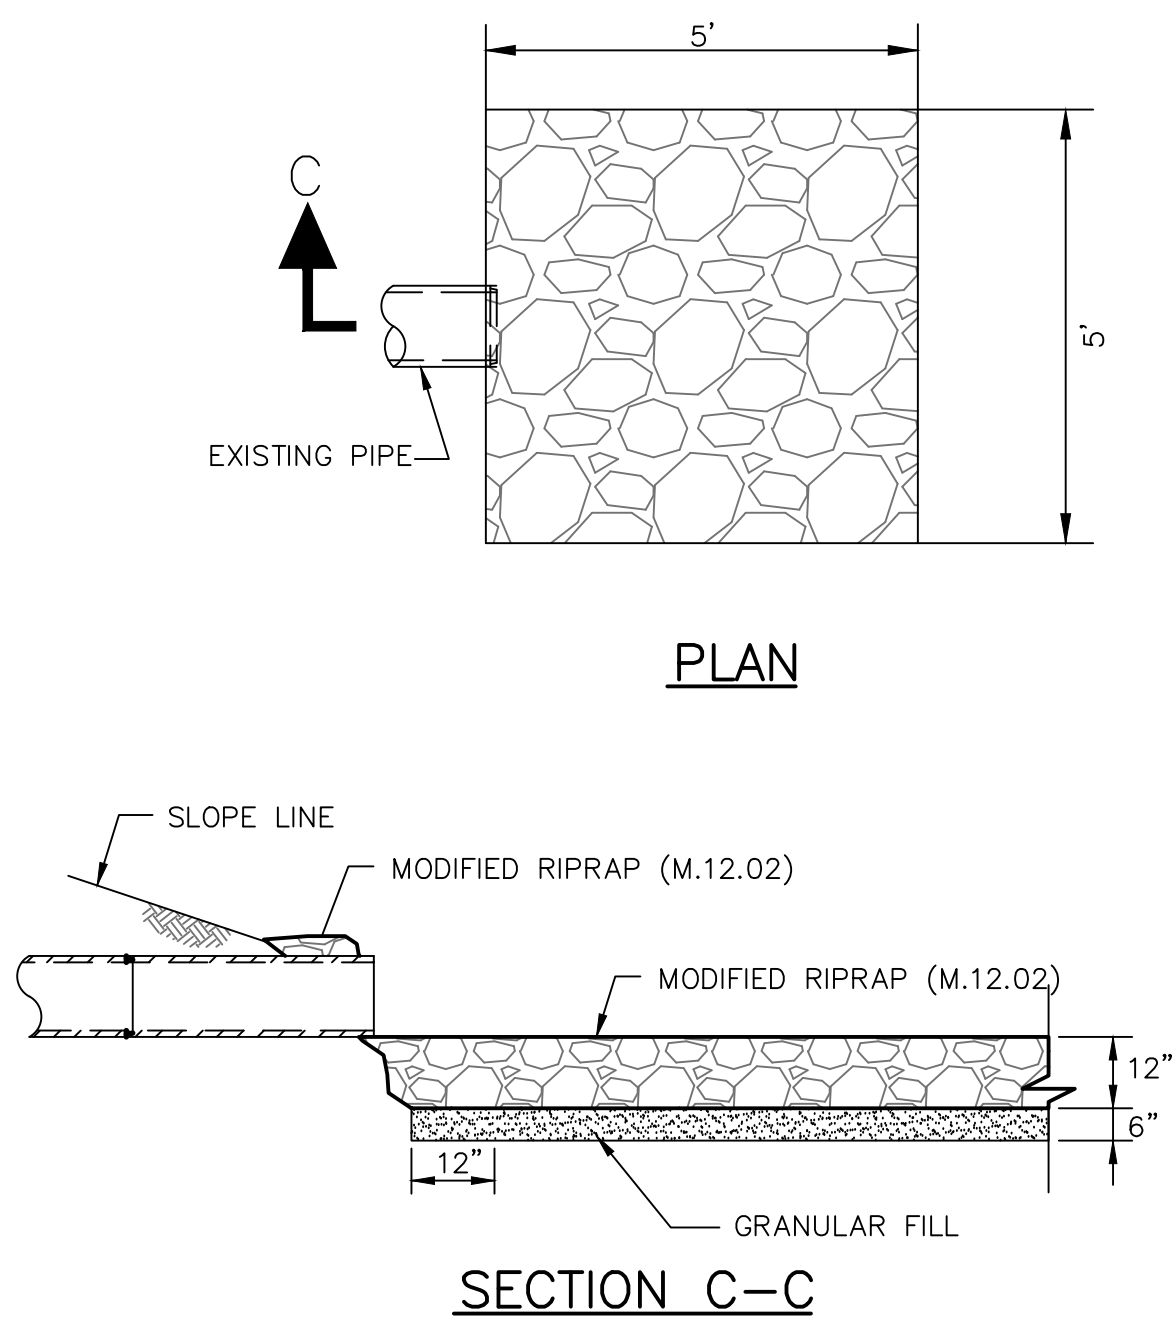 5'
C
5'
EXISTING PIPE
PLAN
SLOPE LINE
MODIFIED RIPRAP (M.12.02)
MODIFIED RIPRAP (M.12.02)
12"
6"
12"
GRANULAR FILL
SECTION C-C